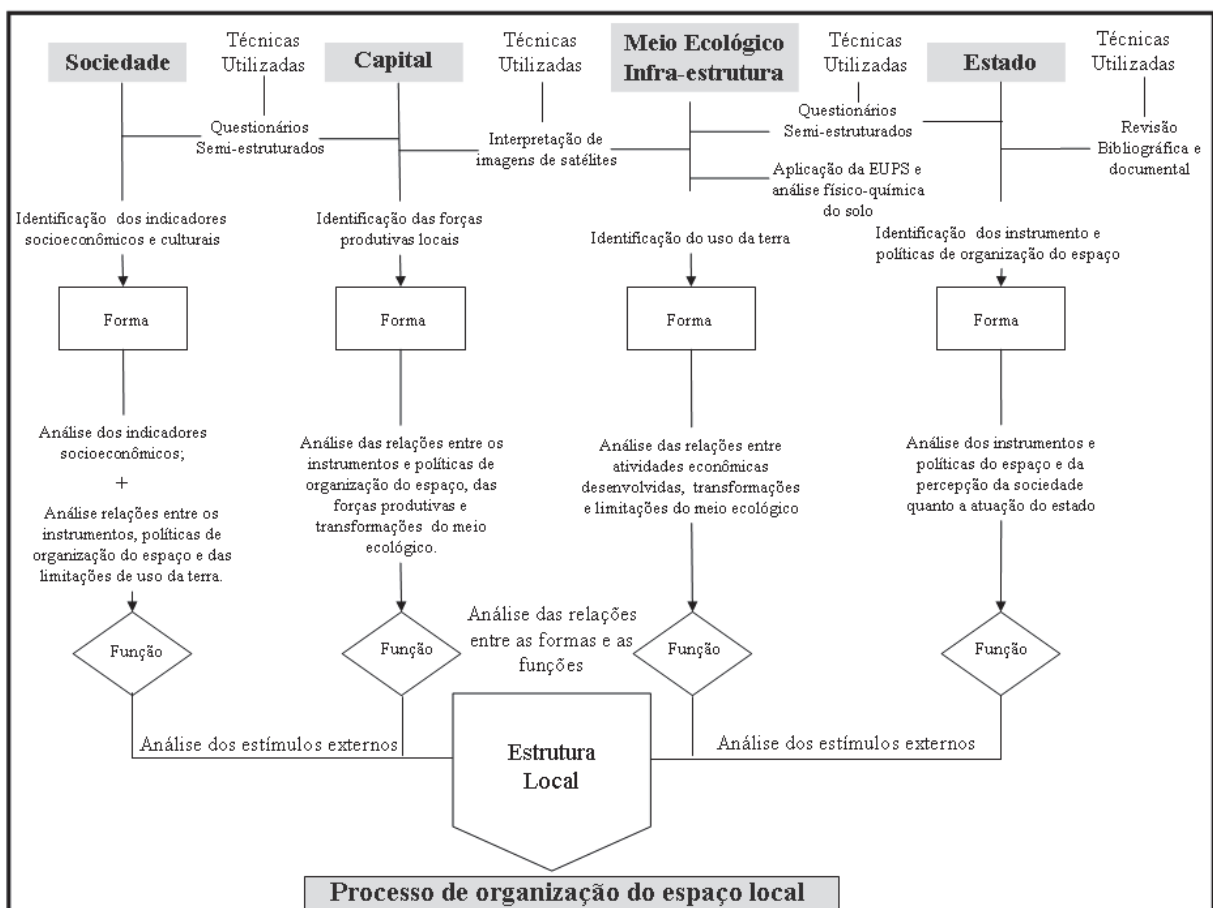 Sociedade
Técnicas
Utilizadas
Capital
Técnicas
Utilizadas
Meio Ecológico
Infra-estrutura
Técnicas
Utilizadas
Estado
Técnicas
Utilizadas
Questionários
Semi-estruturados
Interpretação de
imagens de satélites
Questionários
Semi-estruturados
Aplicação da EUPS e
análise físico-química
do solo
Revisão
Bibliográfica e
documental
Identificação dos indicadores
socioeconômicos e culturais
Identificação das forças
produtivas locais
Identificação do uso da terra
Identificação dos instrumento e
políticas de organização do espaço
Forma
Forma
Forma
Forma
Análise dos indicadores
socioeconômicos;
+
Análise relações entre os
instrumentos, políticas de
organização do espaço e das
limitações de uso da terra.
Análise das relações entre os
instrumentos e políticas de
organização do espaço, das
forças produtivas e
transformações do meio
ecológico.
Análise das relações entre
atividades econômicas
desenvolvidas, transformações
e limitações do meio ecológico
Análise dos instrumentos e
políticas do espaço e da
percepção da sociedade
quanto a atuação do estado
Função
Função
Análise das relações
entre as formas e as
funções
Função
Função
Análise dos estímulos externos
Estrutura
Local
Análise dos estímulos externos
Processo de organização do espaço local